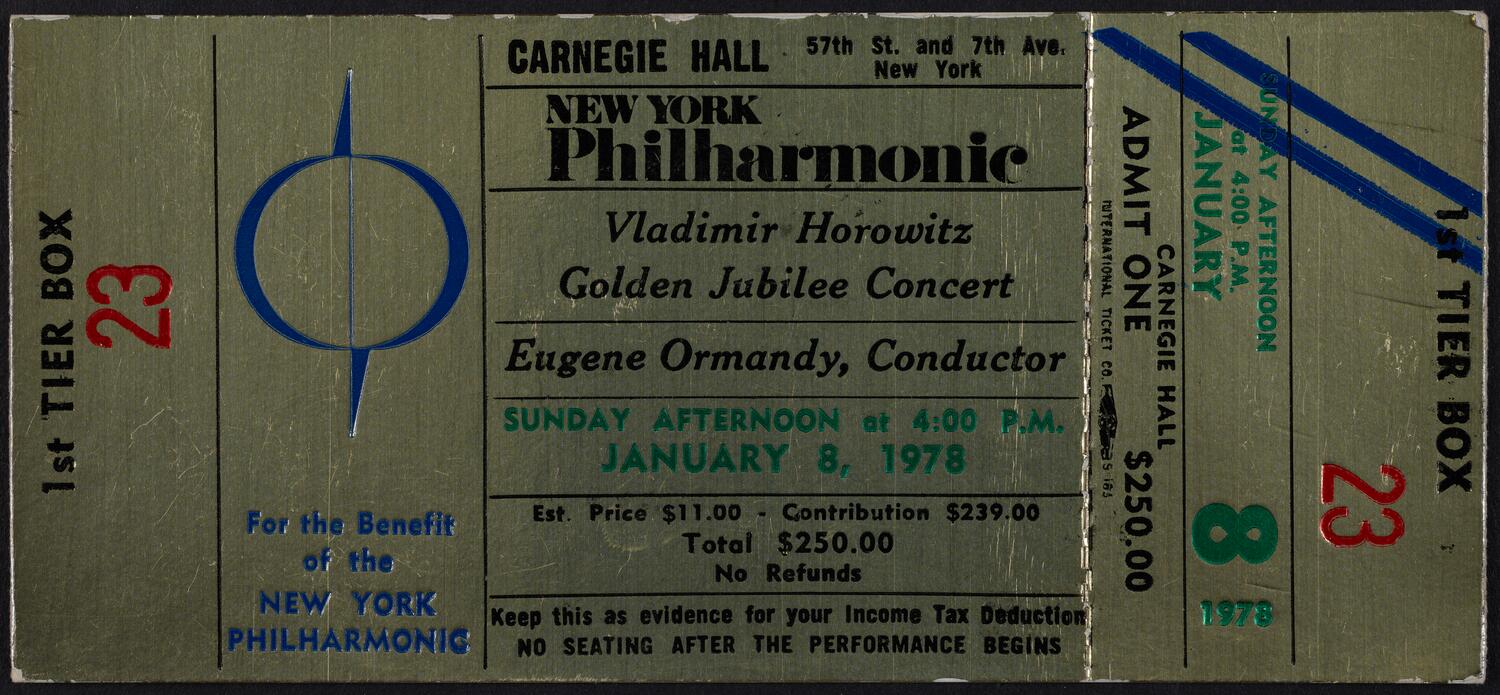 1st TIER BOX
23
For the Benefit
of the
NEW YORK
PHILHARMONIC
CARNEGIE HALL
57th St. and 7th Ave.
New York
NEW YORK
Philharmonic
Vladimir Horowitz
Golden Jubilee Concert
Eugene Ormandy, Conductor
SUNDAY AFTERNOON at 4:00 P.M.
JANUARY 8, 1978
Est. Price $11.00 - Contribution $239.00
Total $250.00
No Refunds
Keep this as evidence for your Income Tax Deduction
NO SEATING AFTER THE PERFORMANCE BEGINS
CARNEGIE HALL
ADMIT ONE $250.00
INTERNATIONAL TICKET CO.
SUNDAY AFTERNOON
at 4:00 P.M.
JANUARY
8
1978
1st TIER BOX
23